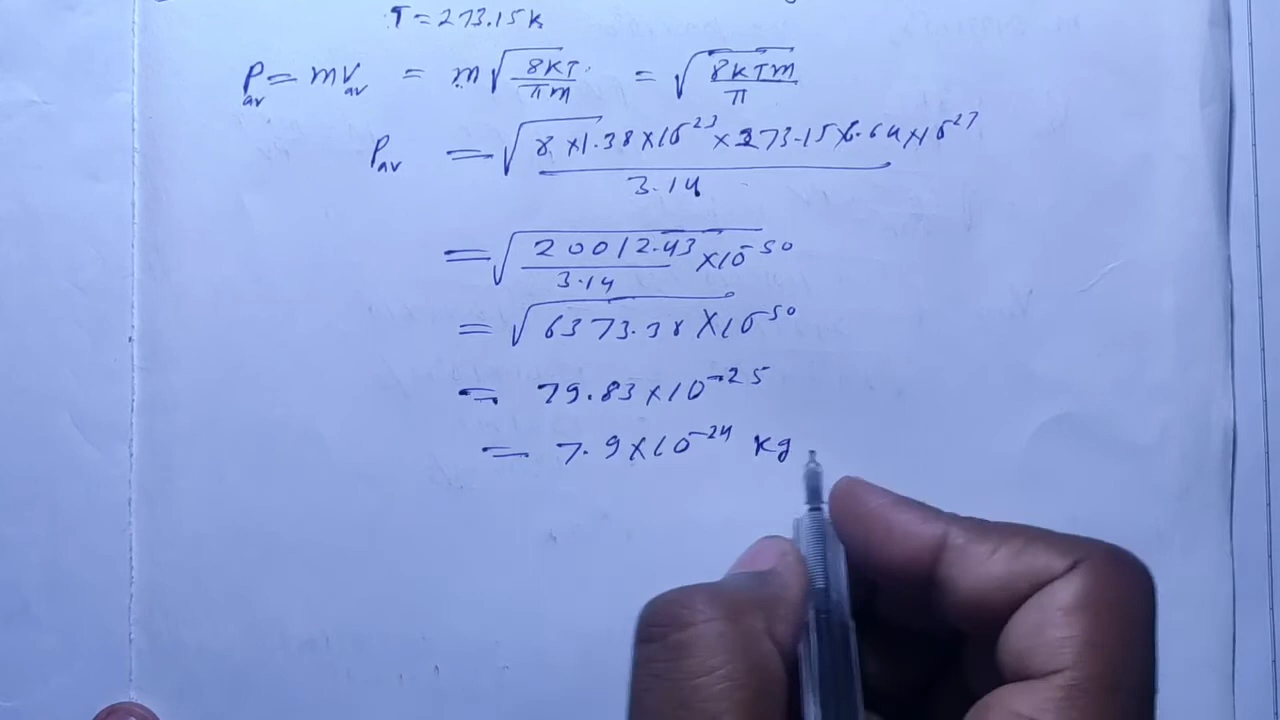 T = 273.15 k
P_av = m V_av = m √(8KT / πm) = √(8kTm / π)
P_av = √(8 × 1.38 × 10^-23 × 273.15 × 6.64 × 10^-27 / 3.14)
= √(20012.43 / 3.14 × 10^-50)
= √(6373.38 × 10^-50)
= 79.83 × 10^-25
= 7.9 × 10^-24 kg